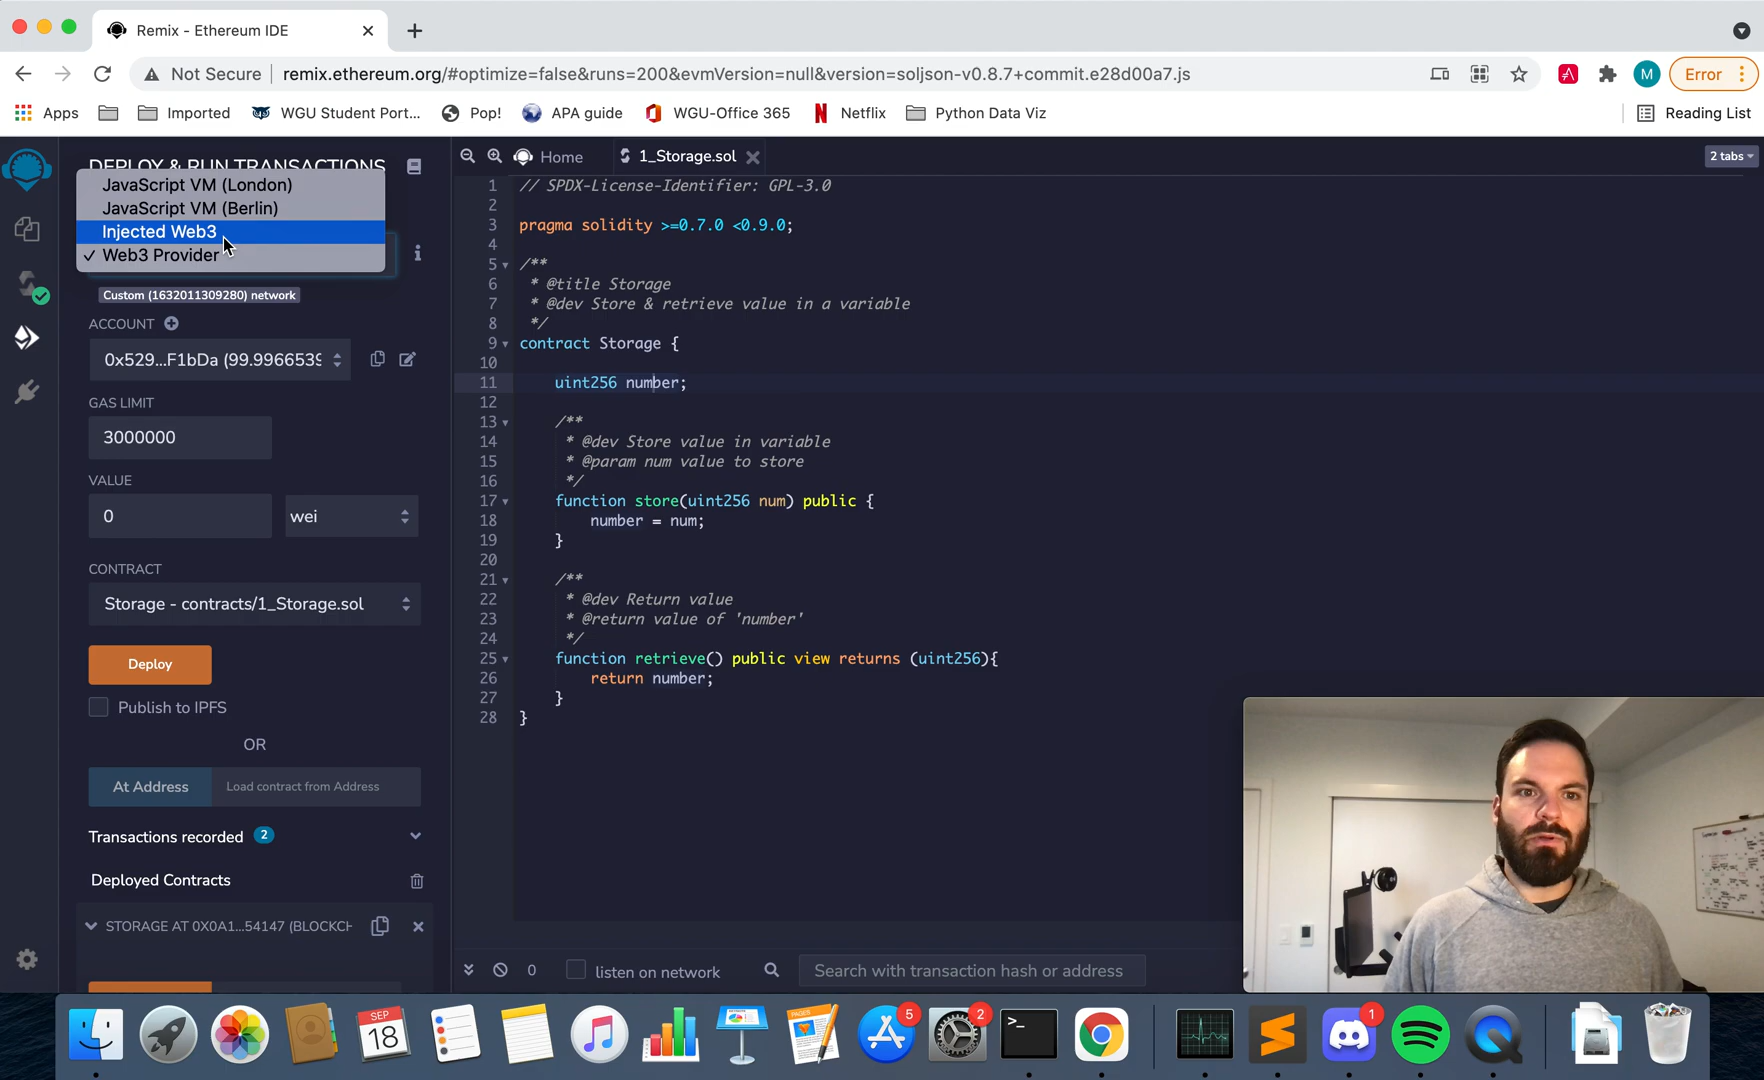 Remix - Ethereum IDE
Not Secure
remix.ethereum.org/#optimize=false&runs=200&evmVersion=null&version=soljson-v0.8.7+commit.e28d00a7.js
M
Error
Apps
Imported
WGU Student Port...
Pop!
APA guide
WGU-Office 365
Netflix
Python Data Viz
Reading List
DEPLOY & RUN TRANSACTIONS
JavaScript VM (London)
JavaScript VM (Berlin)
Injected Web3
✓ Web3 Provider
Custom (1632011309280) network
ACCOUNT
0x529...F1bDa (99.9966539
GAS LIMIT
3000000
VALUE
0
wei
CONTRACT
Storage - contracts/1_Storage.sol
Deploy
Publish to IPFS
OR
At Address
Load contract from Address
Transactions recorded 2
Deployed Contracts
STORAGE AT 0X0A1...54147 (BLOCKCH
Home
1_Storage.sol
2 tabs
1 // SPDX-License-Identifier: GPL-3.0
2
3 pragma solidity >=0.7.0 <0.9.0;
4
5 /**
6 * @title Storage
7 * @dev Store & retrieve value in a variable
8 */
9 contract Storage {
10
11 uint256 number;
12
13 /**
14 * @dev Store value in variable
15 * @param num value to store
16 */
17 function store(uint256 num) public {
18 number = num;
19 }
20
21 /**
22 * @dev Return value
23 * @return value of 'number'
24 */
25 function retrieve() public view returns (uint256){
26 return number;
27 }
28 }
0
listen on network
Search with transaction hash or address
SEP
18
PAGES
5
2
>_
1